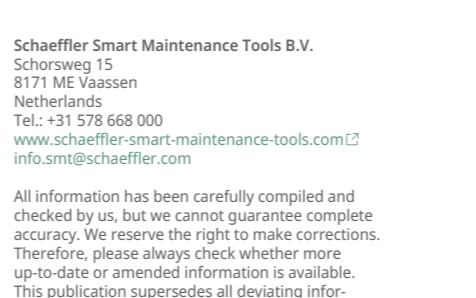 Schaeffler Smart Maintenance Tools B.V.
Schorsweg 15
8171 ME Vaassen
Netherlands
Tel.: +31 578 668 000
www.schaeffler-smart-maintenance-tools.com
info.smt@schaeffler.com
All information has been carefully compiled and
checked by us, but we cannot guarantee complete
accuracy. We reserve the right to make corrections.
Therefore, please always check whether more
up-to-date or amended information is available.
This publication supersedes all deviating infor-